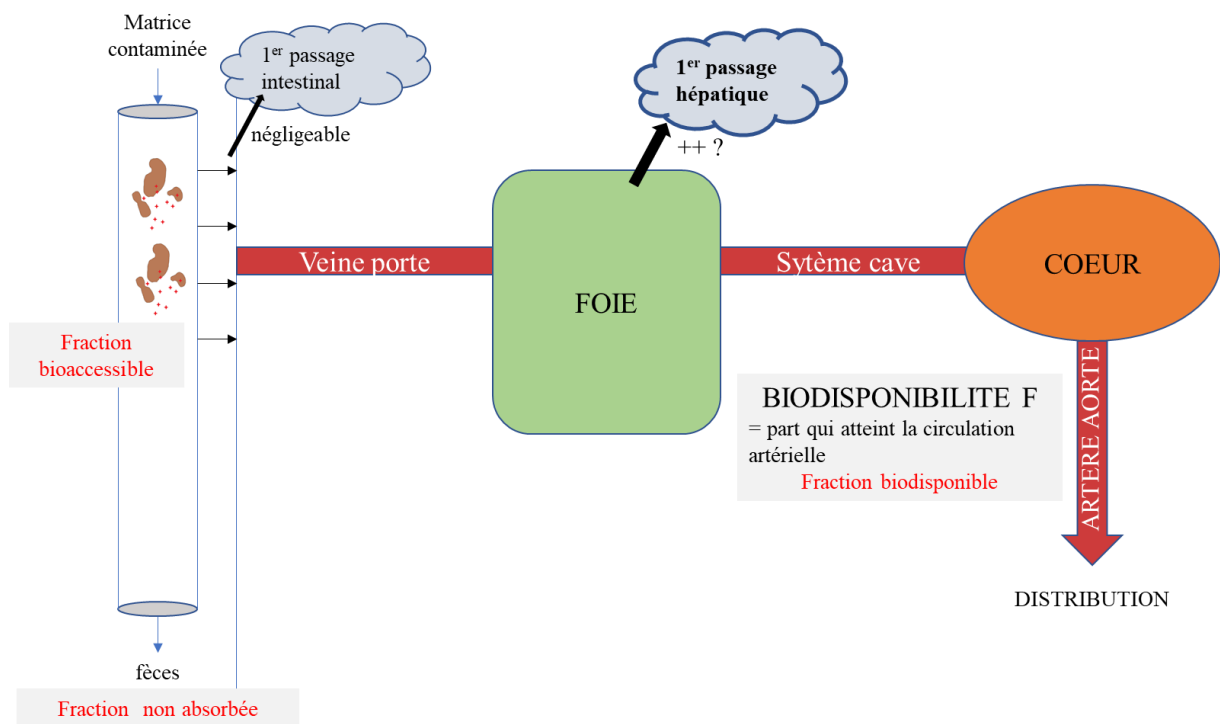 Matrice
contaminée
1er passage
intestinal
négligeable
1er passage
hépatique
++ ?
Veine porte
FOIE
Sytème cave
COEUR
Fraction
bioaccessible
BIODISPONIBILITE F
= part qui atteint la circulation
artérielle
Fraction biodisponible
ARTERE AORTE
DISTRIBUTION
fèces
Fraction non absorbée